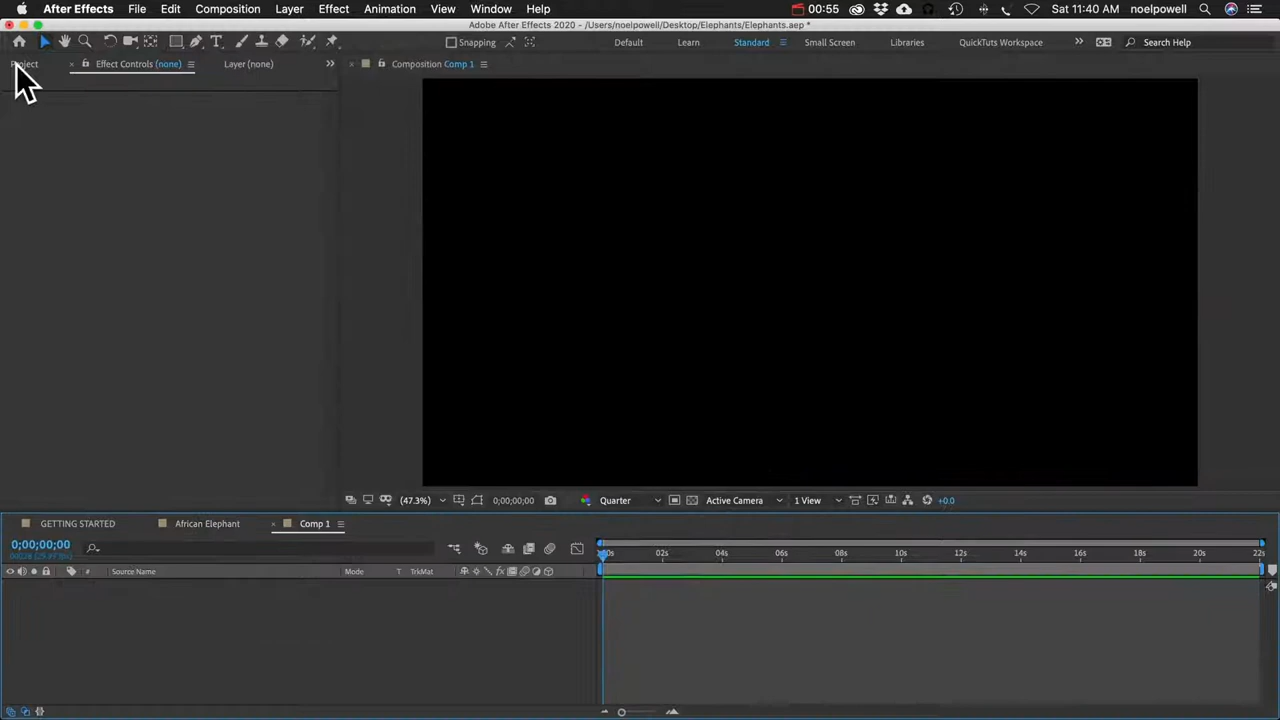 After Effects File Edit Composition Layer Effect Animation View Window Help 00:55 Sat 11:40 AM noelpowell
Adobe After Effects 2020 - /Users/noelpowell/Desktop/Elephants/Elephants.aep *
Snapping Default Learn Standard Small Screen Libraries QuickTuts Workspace Search Help
Project Effect Controls (none) Layer (none) Composition Comp 1
(47.3%) 0;00;00;00 Quarter Active Camera 1 View +0.0
GETTING STARTED African Elephant Comp 1
0;00;00;00
02s 04s 06s 08s 10s 12s 14s 16s 18s 20s 22s
# Source Name Mode T TrkMat fx